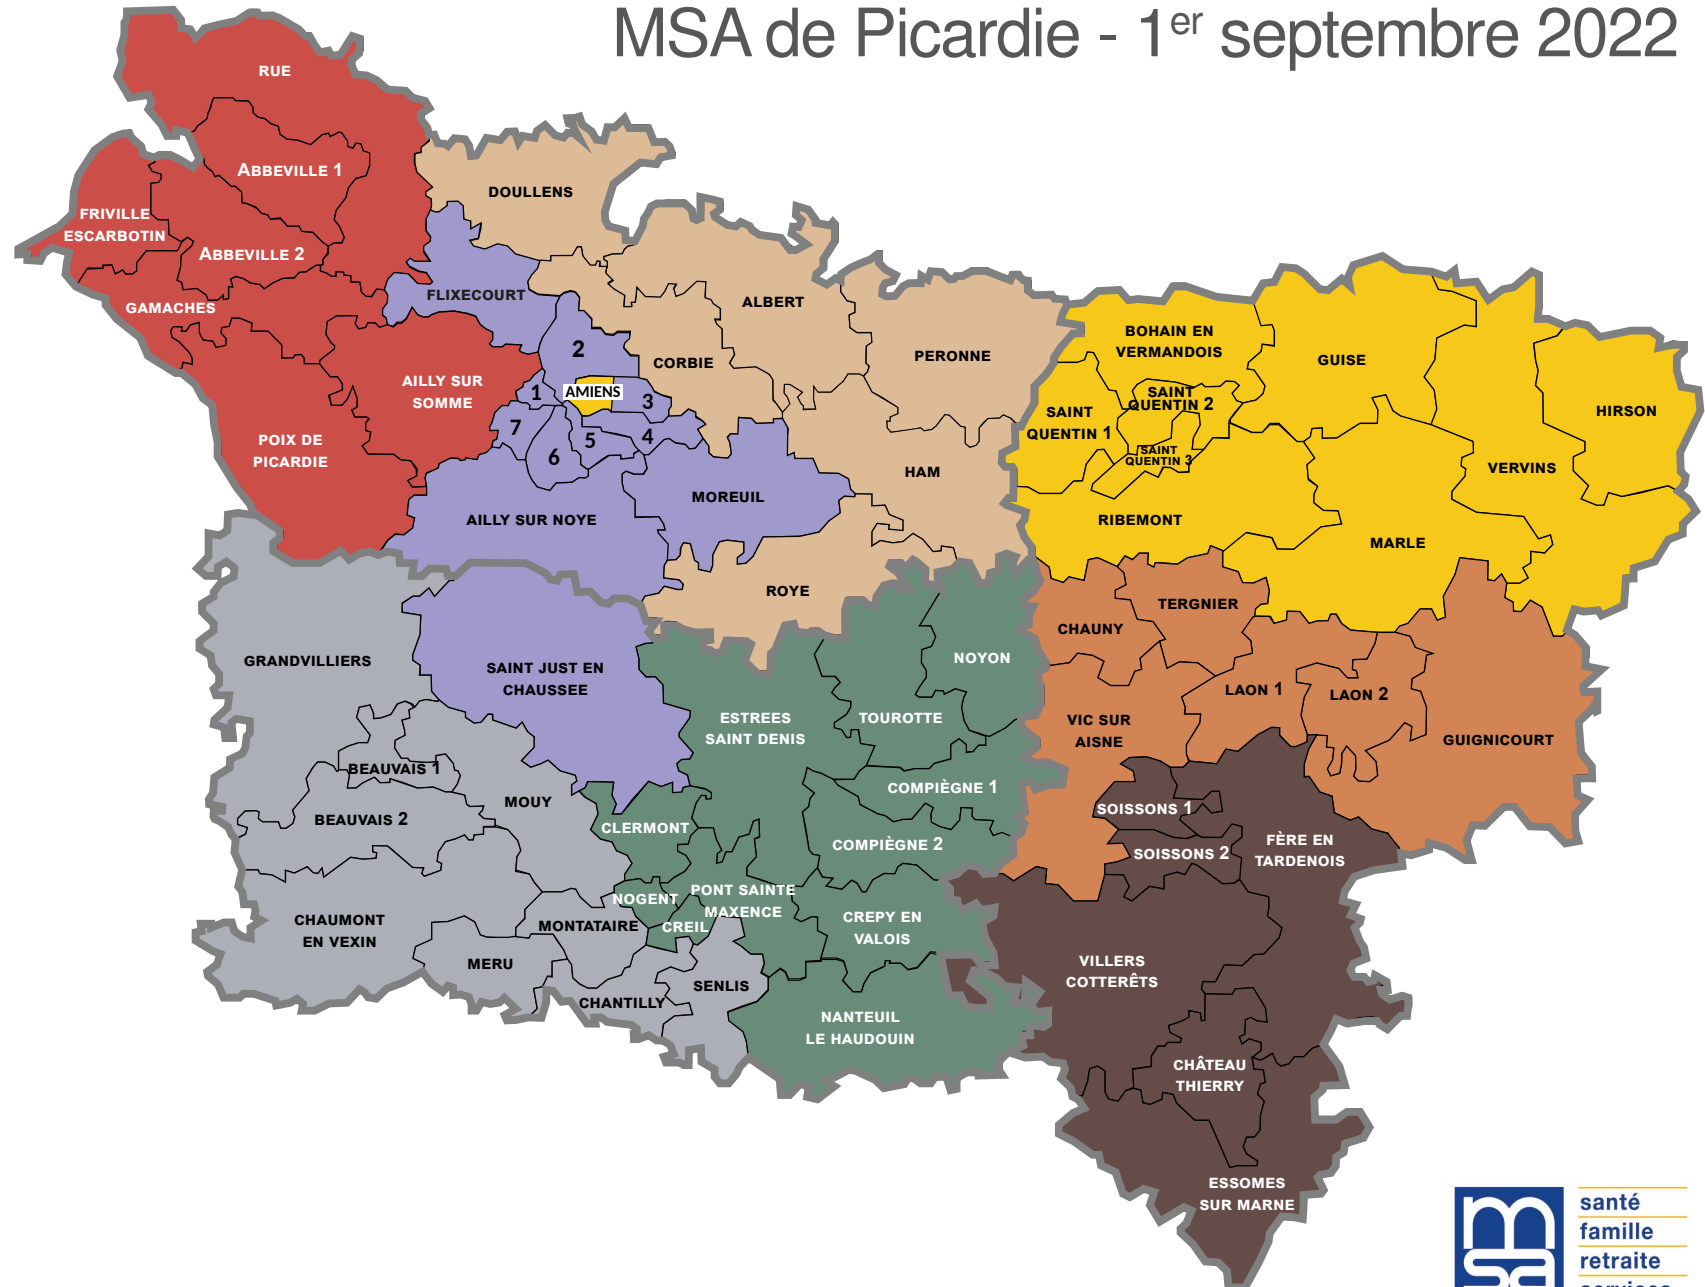 MSA de Picardie - 1er septembre 2022
RUE
ABBEVILLE 1
DOULLENS
FRIVILLE
ESCARBOTIN
ABBEVILLE 2
FLIXECOURT
GAMACHES
ALBERT
2
CORBIE
PERONNE
BOHAIN EN
VERMANDOIS
GUISE
AILLY SUR
SOMME
1
AMIENS
3
SAINT
QUENTIN 2
SAINT
QUENTIN 1
HIRSON
7
5
4
6
POIX DE
PICARDIE
SAINT
QUENTIN 3
HAM
VERVINS
MOREUIL
AILLY SUR NOYE
RIBEMONT
MARLE
ROYE
TERGNIER
CHAUNY
GRANDVILLIERS
SAINT JUST EN
CHAUSSEE
NOYON
LAON 1
LAON 2
ESTREES
SAINT DENIS
TOUROTTE
VIC SUR
AISNE
GUIGNICOURT
BEAUVAIS 1
MOUY
COMPIÈGNE 1
SOISSONS 1
BEAUVAIS 2
CLERMONT
COMPIÈGNE 2
SOISSONS 2
FÈRE EN
TARDENOIS
NOGENT
PONT SAINTE
MAXENCE
CHAUMONT
EN VEXIN
MONTATAIRE
CREIL
CREPY EN
VALOIS
MERU
CHANTILLY
SENLIS
VILLERS
COTTERÊTS
NANTEUIL
LE HAUDOUIN
CHÂTEAU
THIERRY
ESSOMES
SUR MARNE
msa
santé
famille
retraite
services